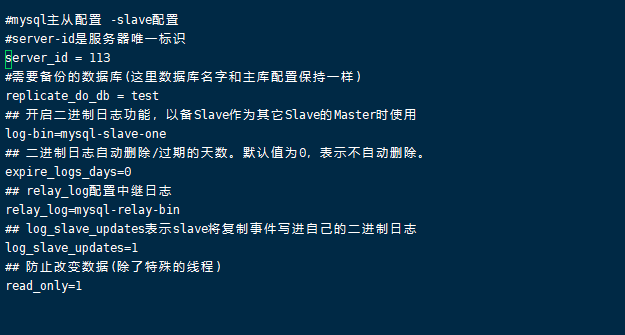 #mysql主从配置 -slave配置
#server-id是服务器唯一标识
server_id = 113
#需要备份的数据库(这里数据库名字和主库配置保持一样)
replicate_do_db = test
## 开启二进制日志功能，以备Slave作为其它Slave的Master时使用
log-bin=mysql-slave-one
## 二进制日志自动删除/过期的天数。默认值为0，表示不自动删除。
expire_logs_days=0
## relay_log配置中继日志
relay_log=mysql-relay-bin
## log_slave_updates表示slave将复制事件写进自己的二进制日志
log_slave_updates=1
## 防止改变数据(除了特殊的线程)
read_only=1